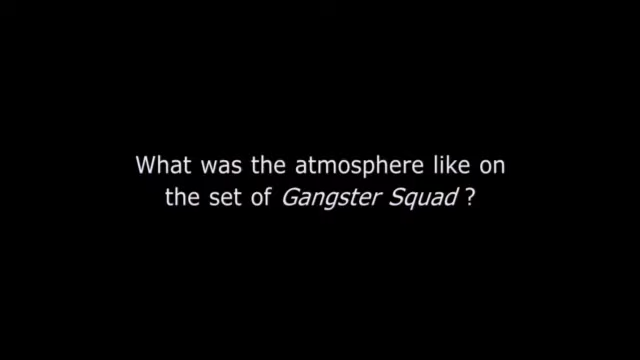 What was the atmosphere like on
the set of Gangster Squad ?